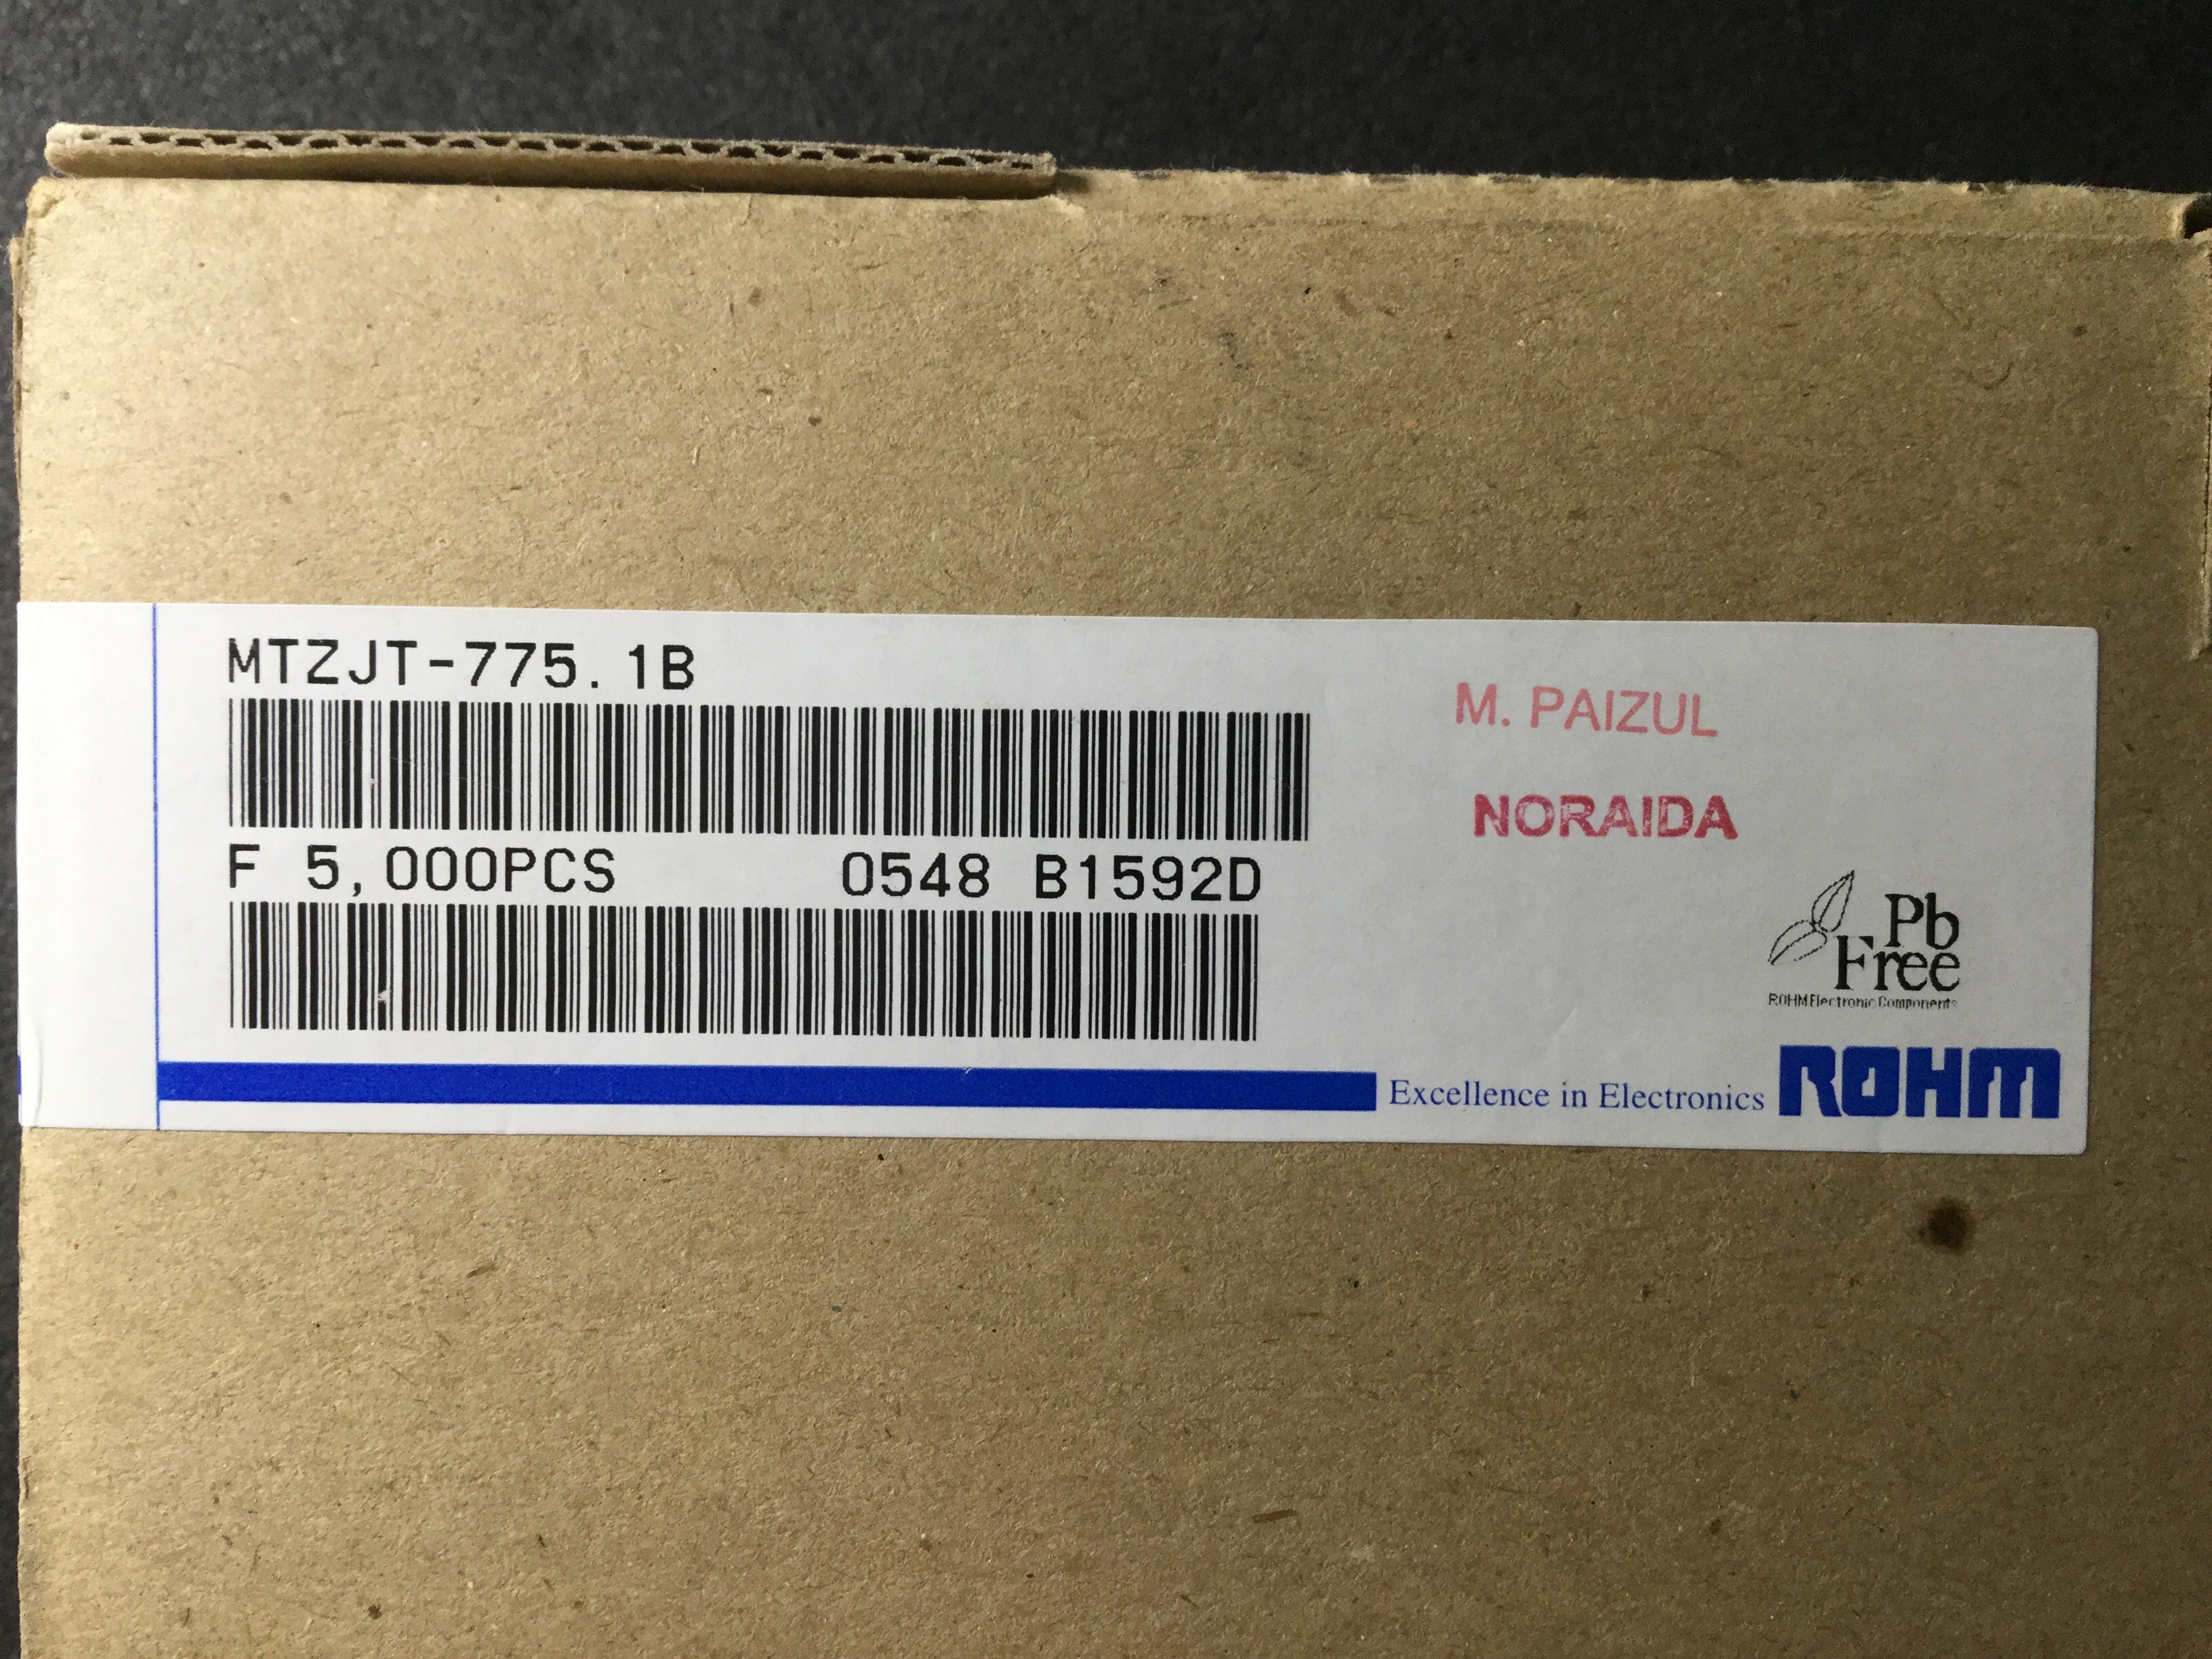 MTZJT-775.1B
M. PAIZUL
NORAIDA
F 5,000PCS 0548 B1592D
Pb
Free
ROHM Electronic Components
Excellence in Electronics ROHM